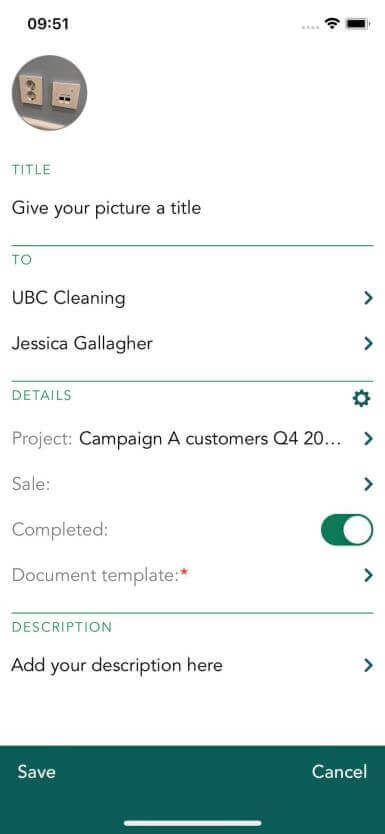 09:51
TITLE
Give your picture a title
TO
UBC Cleaning
Jessica Gallagher
DETAILS
Project: Campaign A customers Q4 20...
Sale:
Completed:
Document template:*
DESCRIPTION
Add your description here
Save Cancel